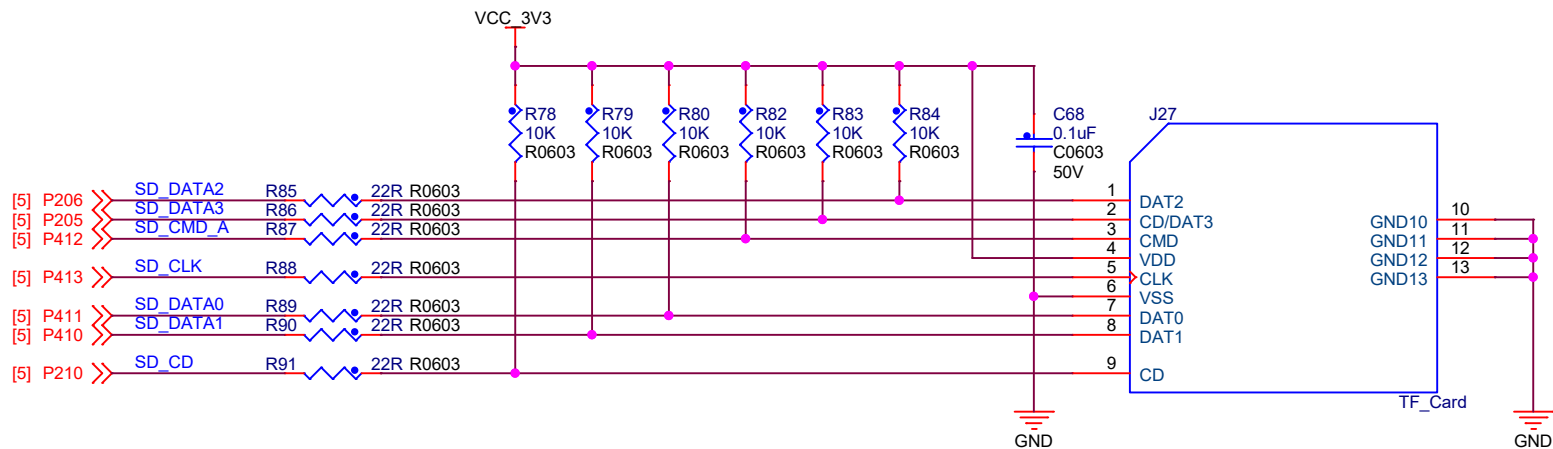 VCC_3V3
R78 R79 R80 R82 R83 R84 C68 J27
10K 10K 10K 10K 10K 10K 0.1uF
R0603 R0603 R0603 R0603 R0603 R0603 C0603
50V
[5] P206 SD_DATA2 R85 22R R0603 1 DAT2
[5] P205 SD_DATA3 R86 22R R0603 2 CD/DAT3 GND10 10
[5] P412 SD_CMD_A R87 22R R0603 3 CMD GND11 11
4 VDD GND12 12
[5] P413 SD_CLK R88 22R R0603 5 CLK GND13 13
6 VSS
[5] P411 SD_DATA0 R89 22R R0603 7 DAT0
[5] P410 SD_DATA1 R90 22R R0603 8 DAT1
[5] P210 SD_CD R91 22R R0603 9 CD
TF_Card
GND GND